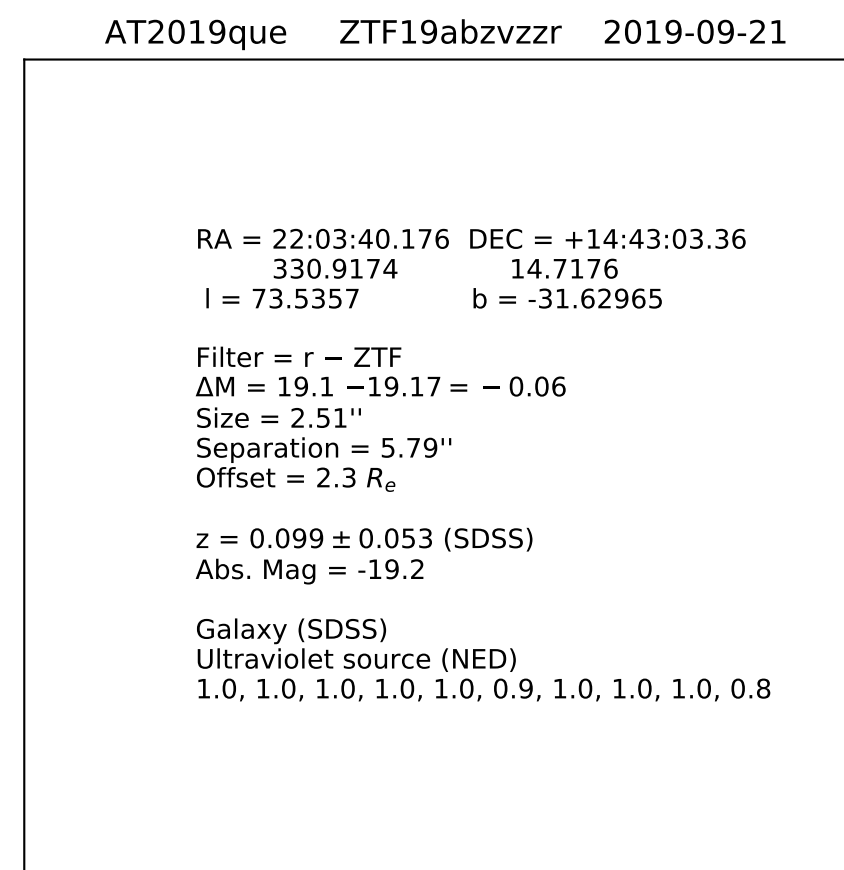 AT2019que ZTF19abzvzzr 2019-09-21
RA = 22:03:40.176 DEC = +14:43:03.36
330.9174 14.7176
l = 73.5357 b = -31.62965
Filter = r − ZTF
ΔM = 19.1 −19.17 = − 0.06
Size = 2.51''
Separation = 5.79''
Offset = 2.3 Re
z = 0.099 ± 0.053 (SDSS)
Abs. Mag = -19.2
Galaxy (SDSS)
Ultraviolet source (NED)
1.0, 1.0, 1.0, 1.0, 1.0, 0.9, 1.0, 1.0, 1.0, 0.8